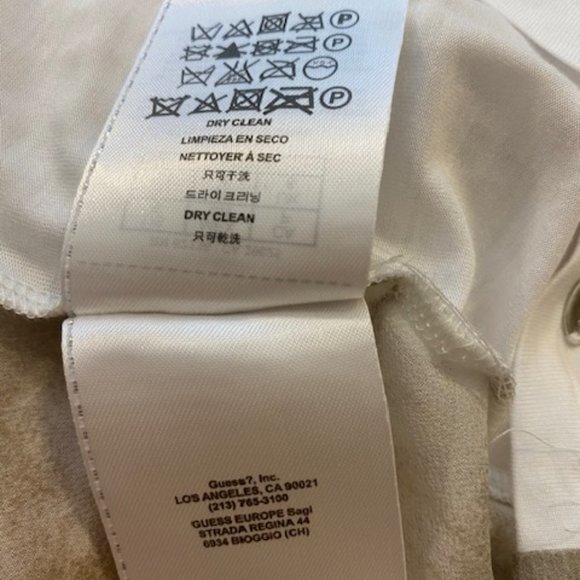 P
P
P
DRY CLEAN
LIMPIEZA EN SECO
NETTOYER À SEC
只可干洗
드라이크리닝
DRY CLEAN
只可乾洗
Guess?, Inc.
LOS ANGELES, CA 90021
(213) 765-3100
GUESS EUROPE Sagl
STRADA REGINA 44
6934 BIOGGIO (CH)